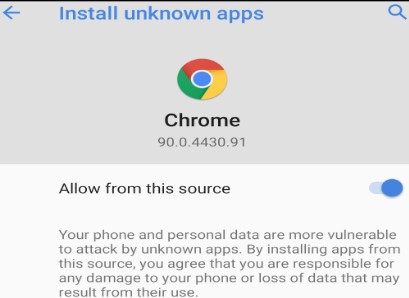 Install unknown apps
Chrome
90.0.4430.91
Allow from this source
Your phone and personal data are more vulnerable
to attack by unknown apps. By installing apps from
this source, you agree that you are responsible for
any damage to your phone or loss of data that may
result from their use.